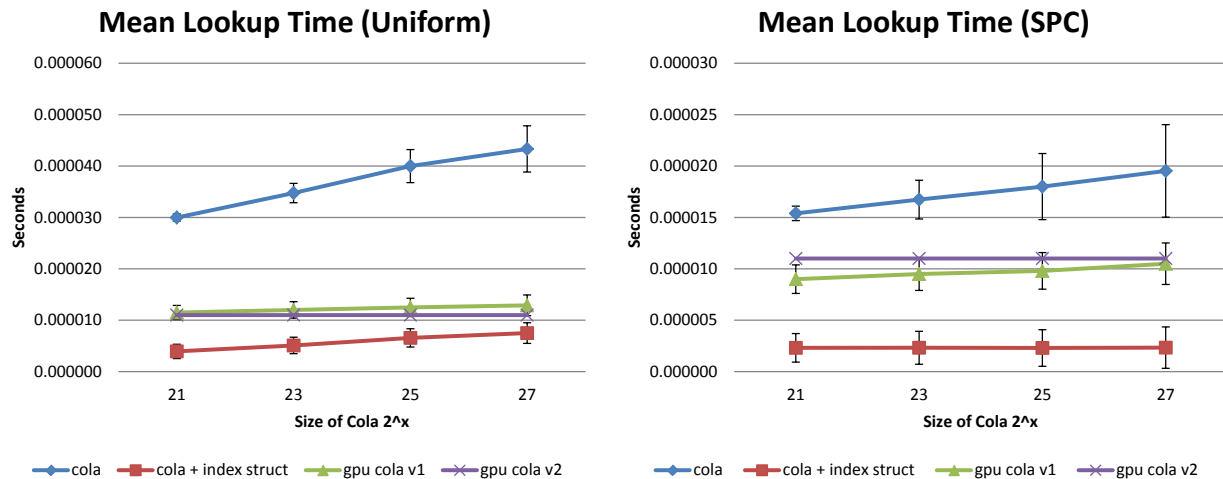 Mean Lookup Time (Uniform)
0.000060
0.000050
0.000040
0.000030
0.000020
0.000010
0.000000
Seconds
21 23 25 27
Size of Cola 2^x
cola cola + index struct gpu cola v1 gpu cola v2
Mean Lookup Time (SPC)
0.000030
0.000025
0.000020
0.000015
0.000010
0.000005
0.000000
Seconds
21 23 25 27
Size of Cola 2^x
cola cola + index struct gpu cola v1 gpu cola v2